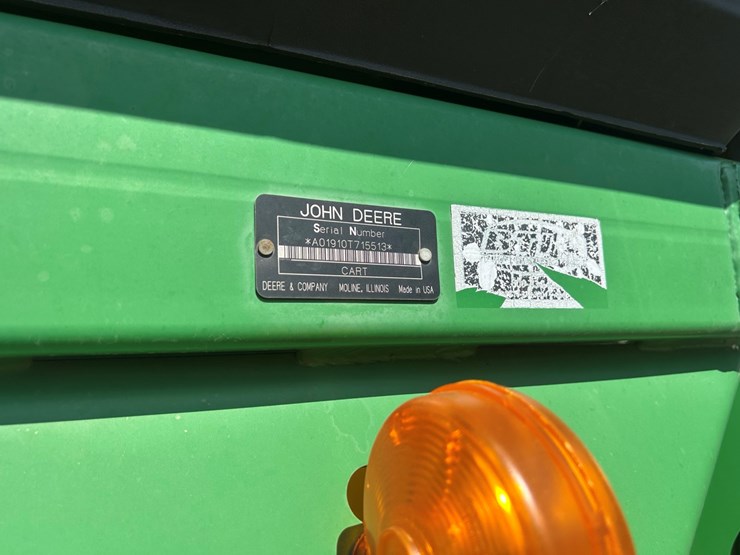 JOHN DEERE
Serial Number
*A01910T715513*
CART
DEERE & COMPANY MOLINE, ILLINOIS Made in USA